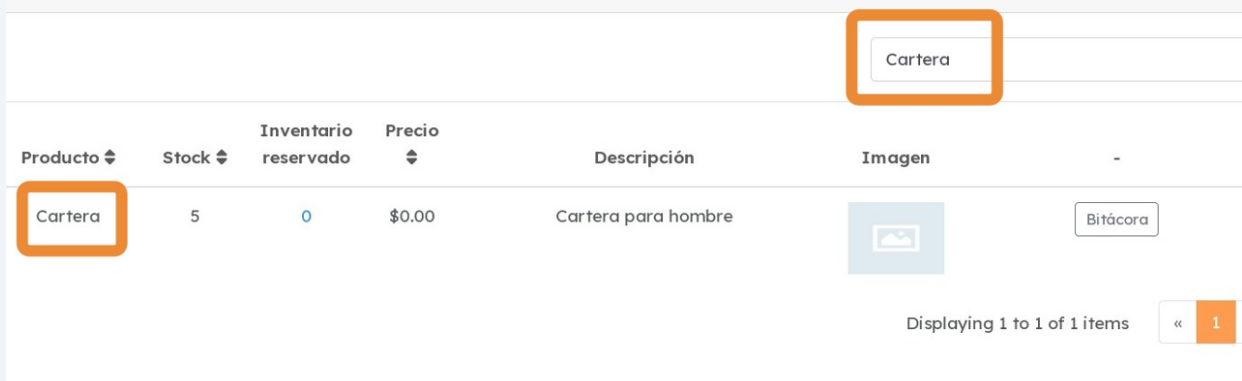 Cartera
Inventario Precio
Producto Stock reservado Descripción Imagen -
Cartera 5 0 $0.00 Cartera para hombre Bitácora
Displaying 1 to 1 of 1 items « 1